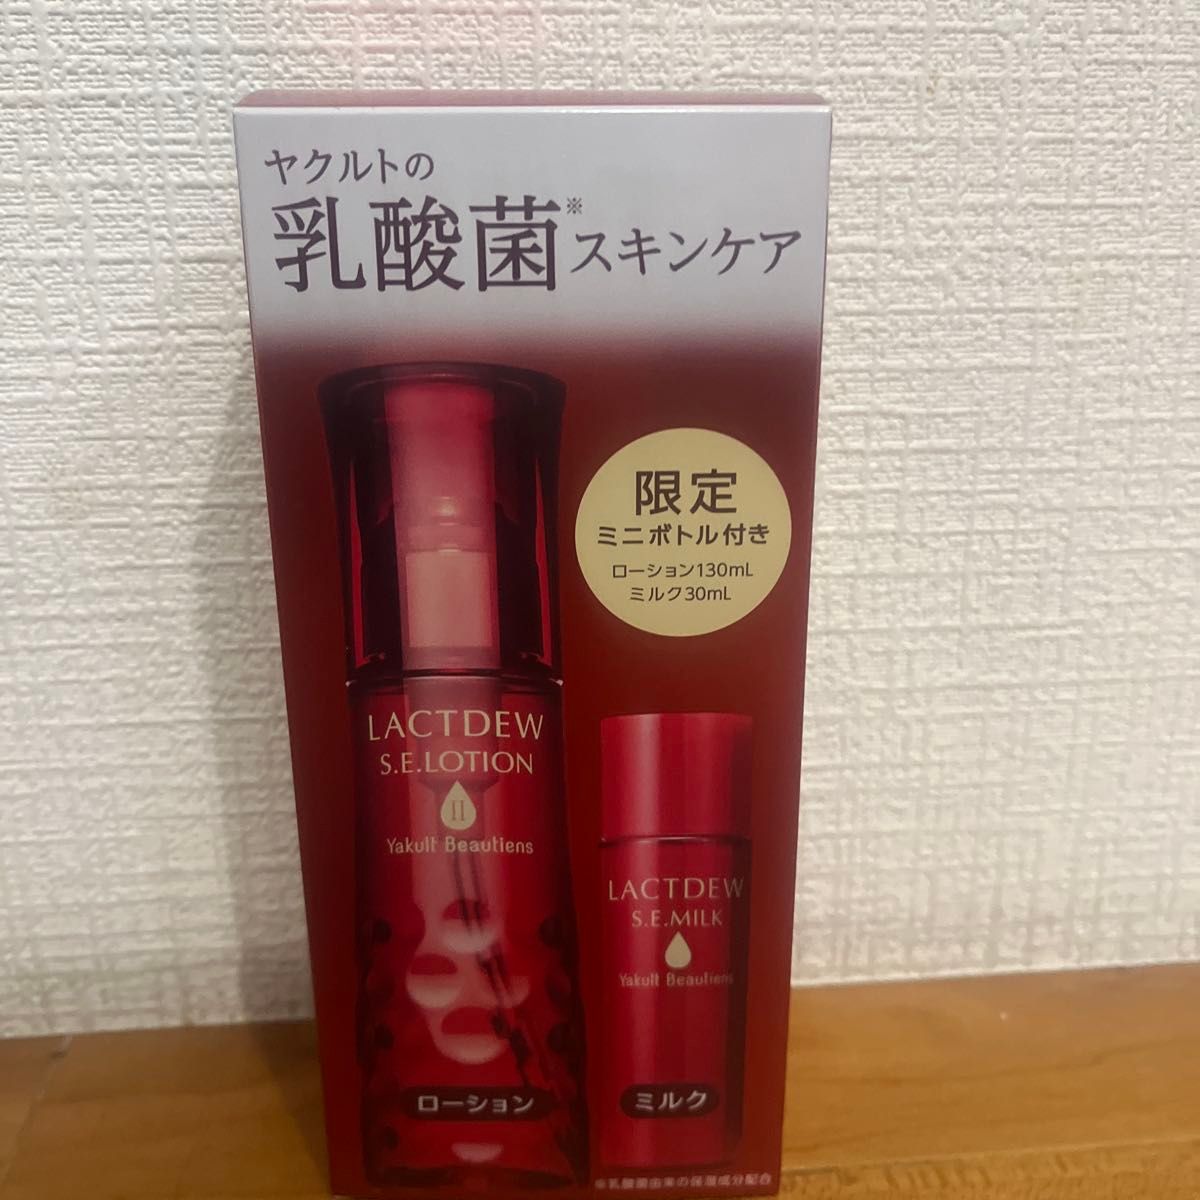 ヤクルトの
乳酸菌※スキンケア
限定
ミニボトル付き
ローション130mL
ミルク30mL
LACTDEW
S.E.LOTION
II
Yakult Beautiens
LACTDEW
S.E.MILK
Yakult Beautiens
ローション
ミルク
※乳酸菌由来の保湿成分配合